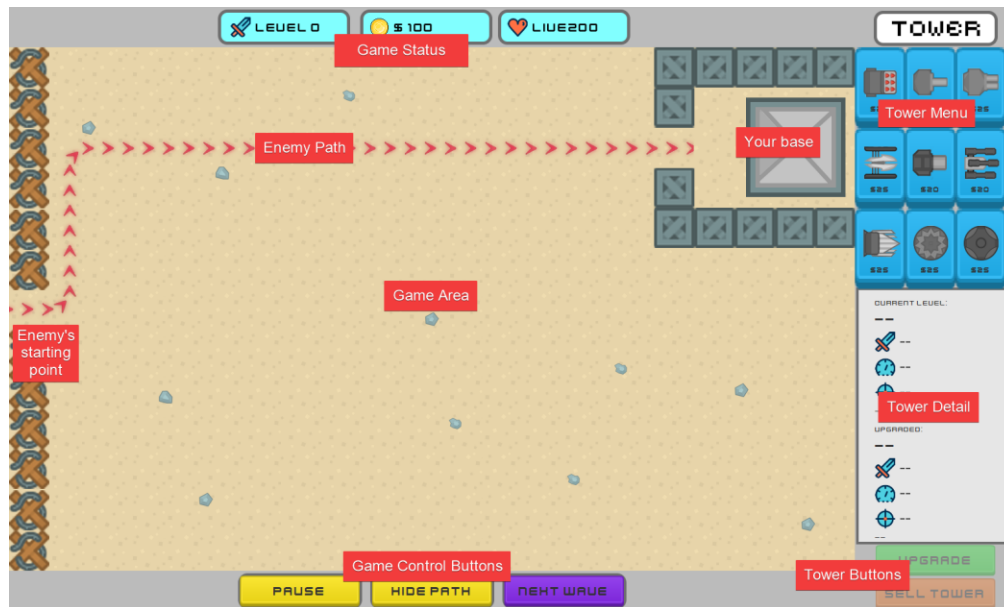 LEVEL 0
$ 100
LIVE200
TOWER
Game Status
Tower Menu
Enemy Path
Your base
$25
$20
$20
$25
$25
$25
Game Area
CURRENT LEVEL:
--
--
--
Enemy's
starting
point
Tower Detail
UPGRADED:
--
--
--
--
--
UPGRADE
Game Control Buttons
Tower Buttons
PAUSE
HIDE PATH
NEXT WAVE
SELL TOWER